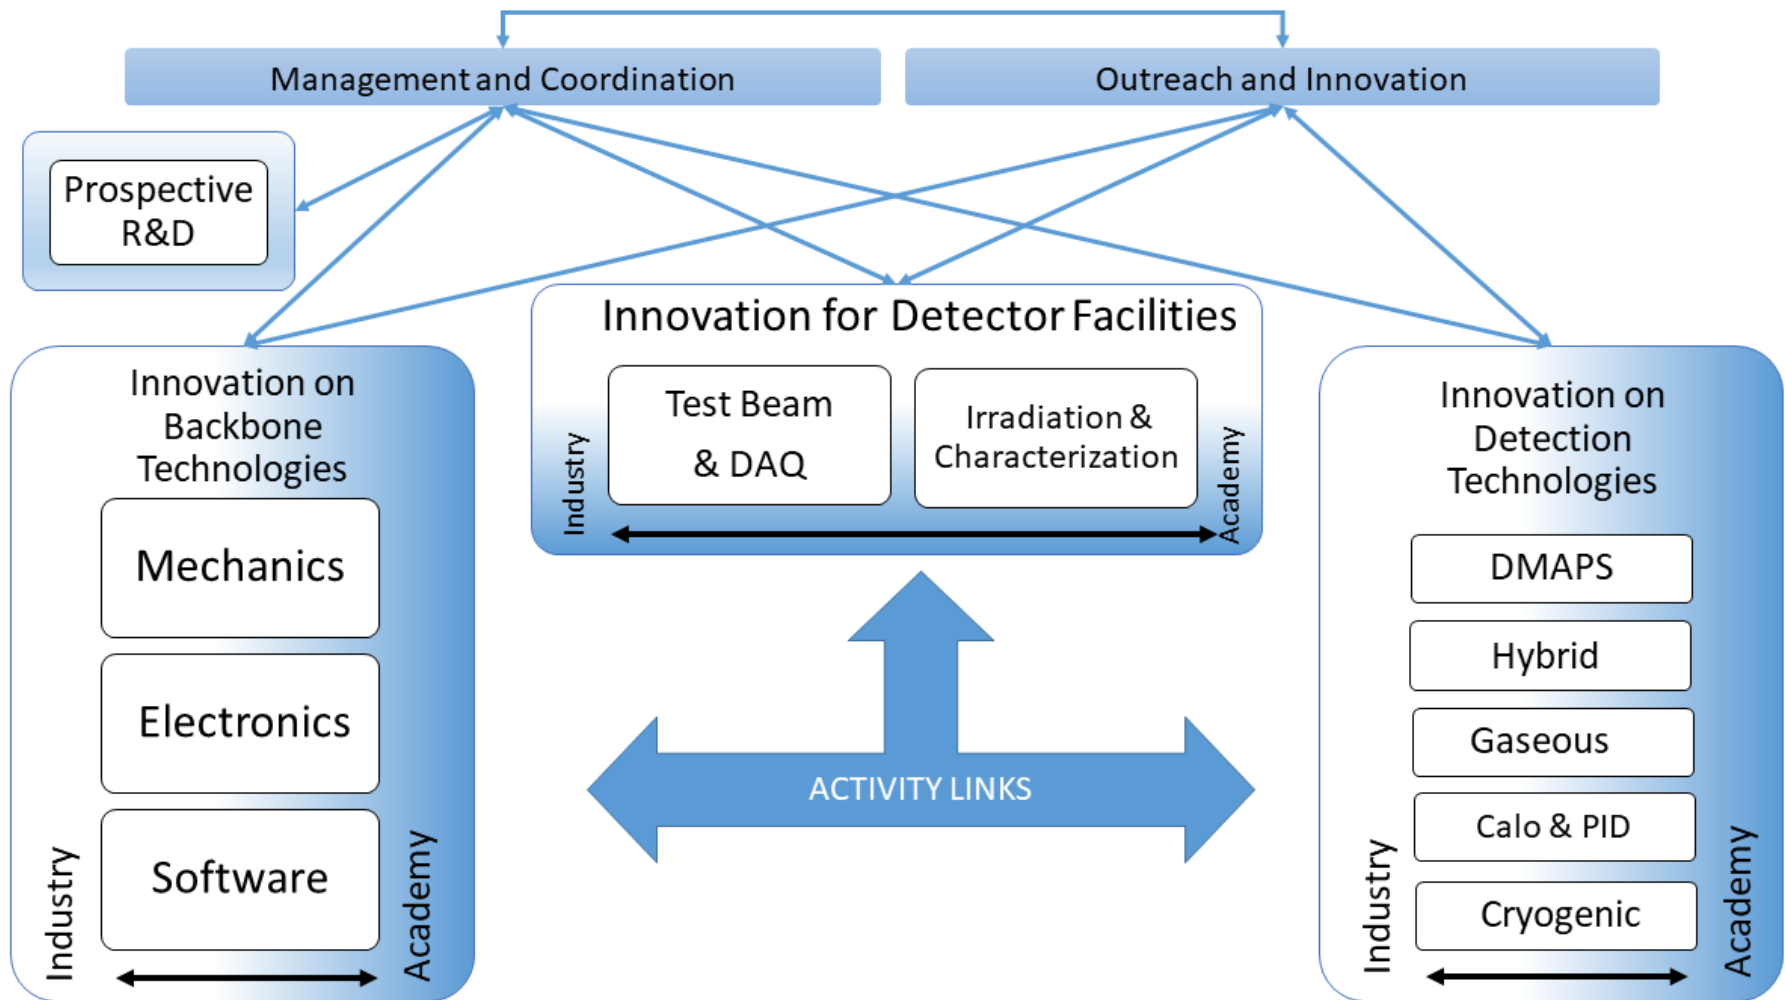 Management and Coordination
Outreach and Innovation
Prospective
R&D
Innovation on
Backbone
Technologies
Mechanics
Electronics
Software
Industry
Academy
Innovation for Detector Facilities
Test Beam
& DAQ
Irradiation &
Characterization
Industry
Academy
ACTIVITY LINKS
Innovation on
Detection
Technologies
DMAPS
Hybrid
Gaseous
Calo & PID
Cryogenic
Industry
Academy